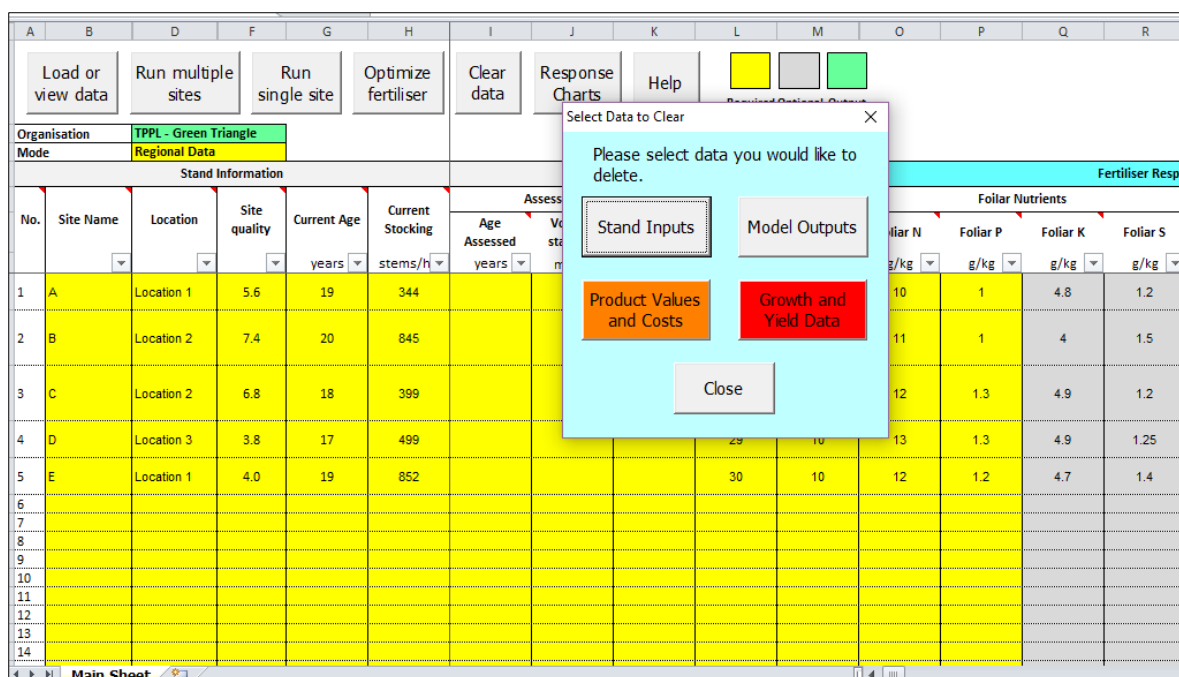 A B D F G H I J K L M O P Q R
Load or view data
Run multiple sites
Run single site
Optimize fertiliser
Clear data
Response Charts
Help
Required Optional Output
Organisation TPPL - Green Triangle
Mode Regional Data
Select Data to Clear
Please select data you would like to
delete.
Stand Inputs Model Outputs
Product Values and Costs
Growth and Yield Data
Close
Stand Information
Fertiliser Resp
Assess
Foilar Nutrients
No. Site Name Location Site quality Current Age Current Stocking Age Assessed Foliar P Foliar K Foliar S
years stems/h years g/kg g/kg g/kg g/kg
1 A Location 1 5.6 19 344 10 1 4.8 1.2
2 B Location 2 7.4 20 845 11 1 4 1.5
3 C Location 2 6.8 18 399 12 1.3 4.9 1.2
4 D Location 3 3.8 17 499 29 10 13 1.3 4.9 1.25
5 E Location 1 4.0 19 852 30 10 12 1.2 4.7 1.4
6
7
8
9
10
11
12
13
14
Main Sheet